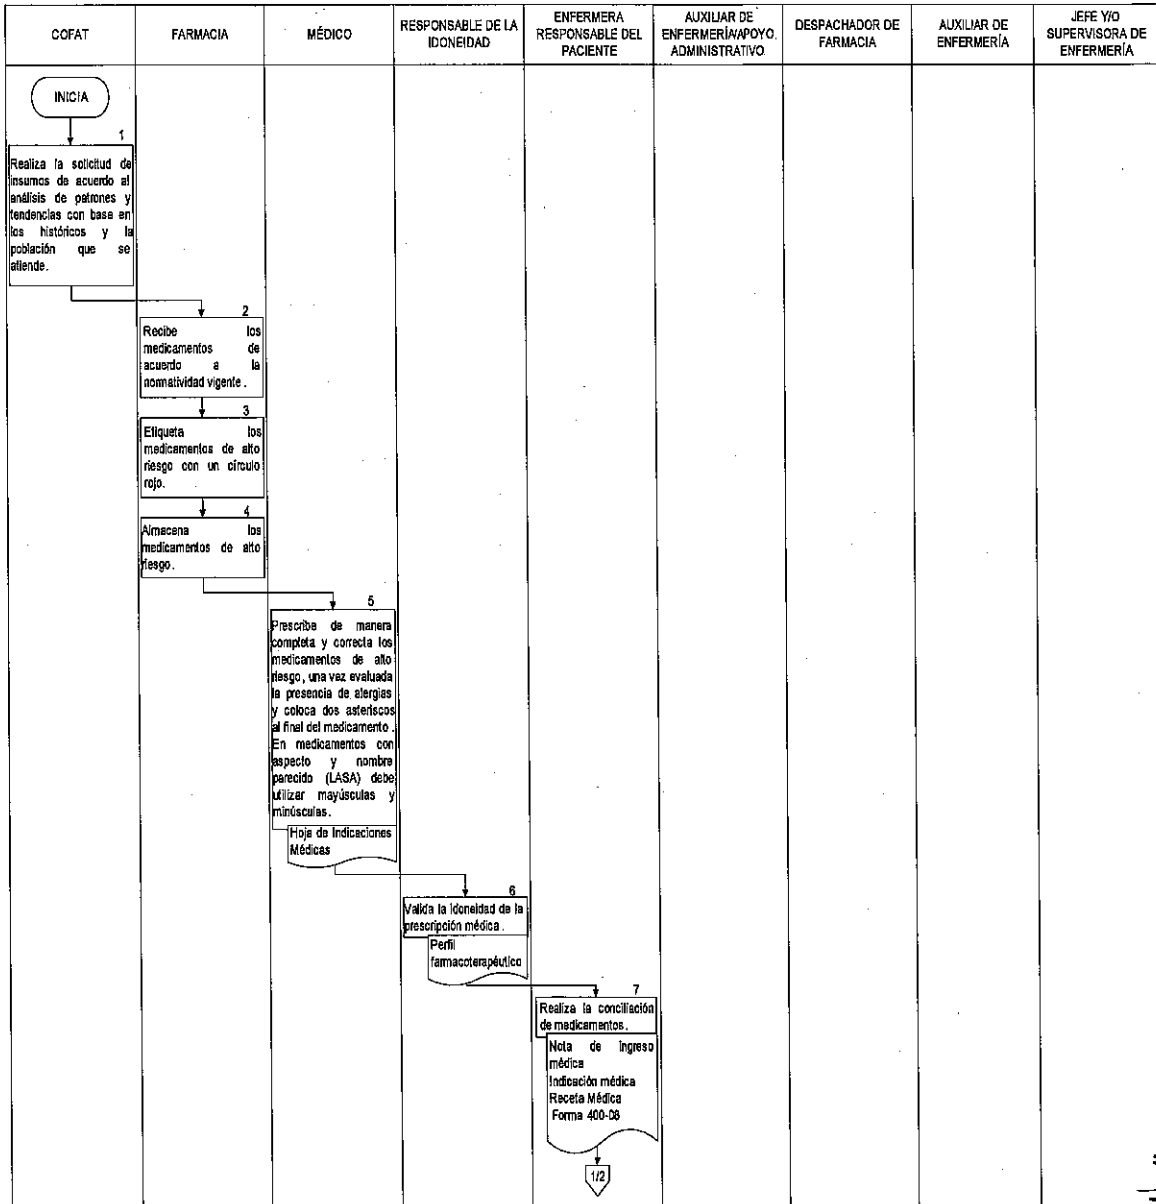 COFAT
FARMACIA
MÉDICO
RESPONSABLE DE LA
IDONEIDAD
ENFERMERA
RESPONSABLE DEL
PACIENTE
AUXILIAR DE
ENFERMERÍA/APOYO.
ADMINISTRATIVO
DESPACHADOR DE
FARMACIA
AUXILIAR DE
ENFERMERÍA
JEFE Y/O
SUPERVISORA DE
ENFERMERÍA
INICIA
1
Realiza la solicitud de
insumos de acuerdo al
análisis de patrones y
tendencias con base en
los históricos y la
población que se
atiende.
2
Recibe los
medicamentos de
acuerdo a la
normatividad vigente.
3
Etiqueta los
medicamentos de alto
riesgo con un círculo
rojo.
4
Almacena los
medicamentos de alto
riesgo.
5
Prescribe de manera
completa y correcta los
medicamentos de alto
riesgo, una vez evaluada
la presencia de alergias
y coloca dos asteriscos
al final del medicamento.
En medicamentos con
aspecto y nombre
parecido (LASA) debe
utilizar mayúsculas y
minúsculas.
Hoja de Indicaciones
Médicas
6
Valida la idoneidad de la
prescripción médica.
Perfil
farmacoterapéutico
7
Realiza la conciliación
de medicamentos.
Nota de ingreso
médica
Indicación médica
Receta Médica
Forma 400-08
1/2